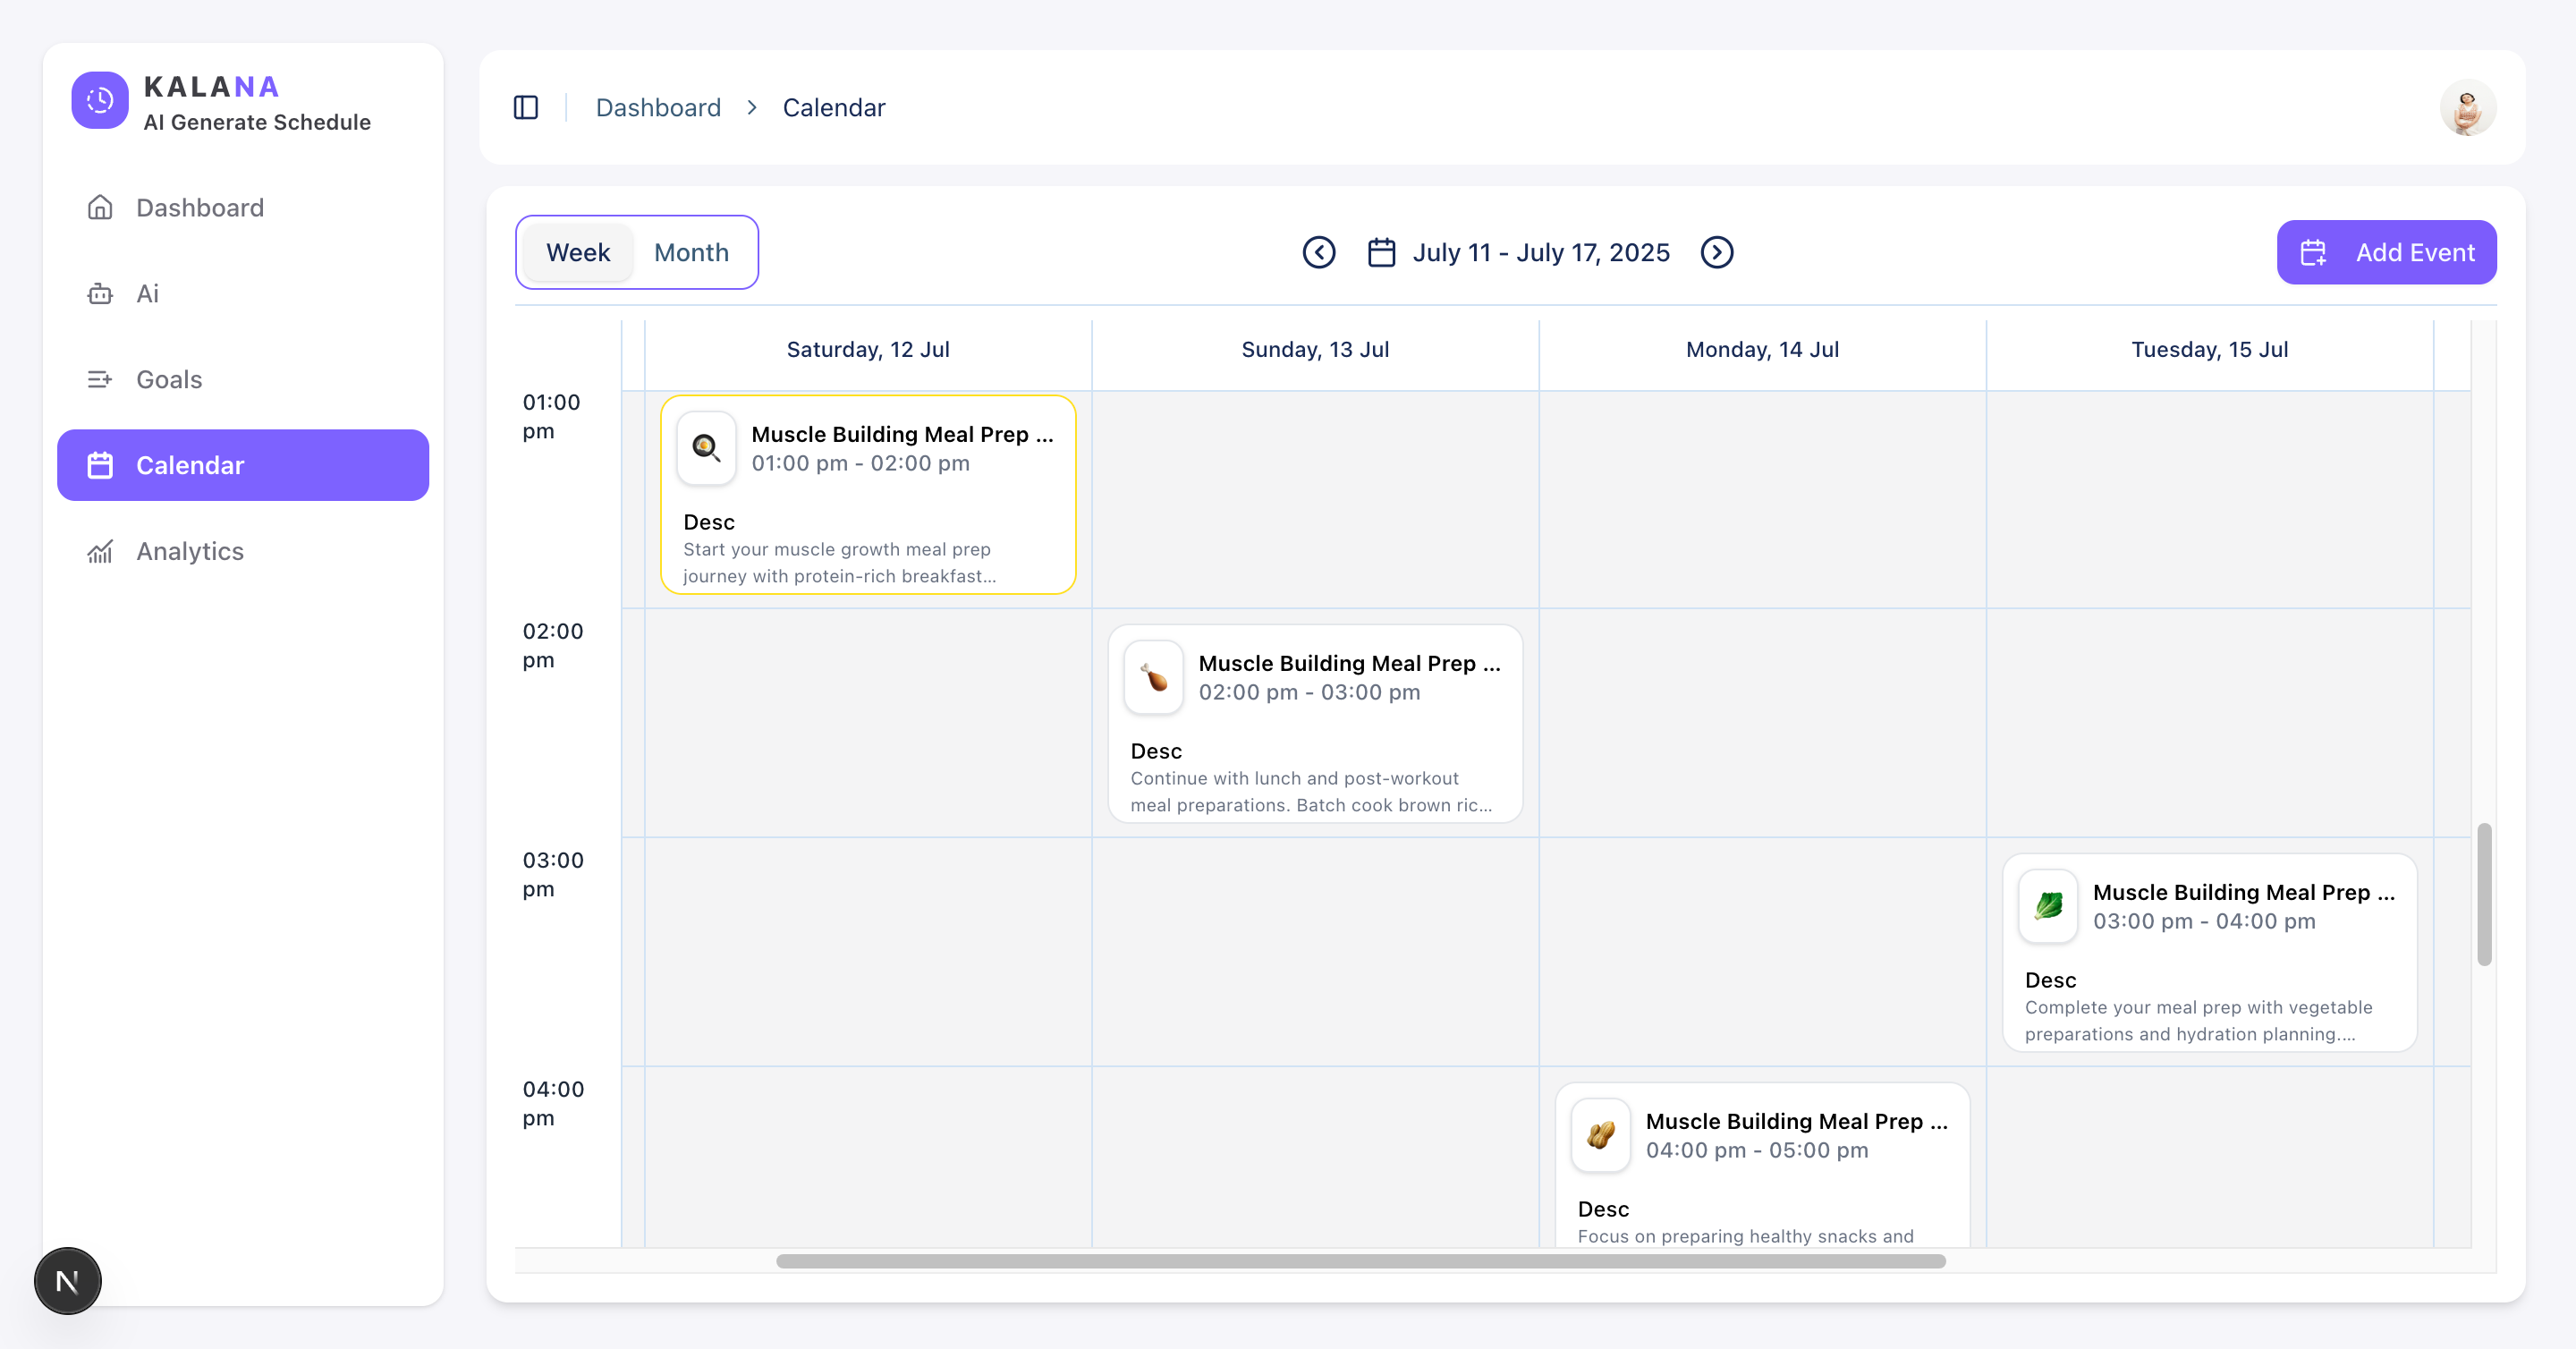 KALANA
AI Generate Schedule
Dashboard
Ai
Goals
Calendar
Analytics
N
Dashboard > Calendar
Week Month
July 11 - July 17, 2025
Add Event
Saturday, 12 Jul
Sunday, 13 Jul
Monday, 14 Jul
Tuesday, 15 Jul
01:00
pm
Muscle Building Meal Prep ...
01:00 pm - 02:00 pm
Desc
Start your muscle growth meal prep
journey with protein-rich breakfast...
02:00
pm
Muscle Building Meal Prep ...
02:00 pm - 03:00 pm
Desc
Continue with lunch and post-workout
meal preparations. Batch cook brown ric...
03:00
pm
Muscle Building Meal Prep ...
03:00 pm - 04:00 pm
Desc
Complete your meal prep with vegetable
preparations and hydration planning....
04:00
pm
Muscle Building Meal Prep ...
04:00 pm - 05:00 pm
Desc
Focus on preparing healthy snacks and